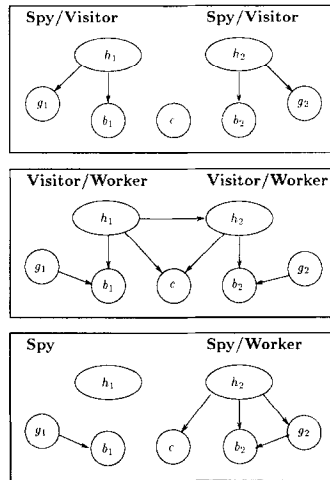 Spy/Visitor Spy/Visitor
h₁ h₂
g₁ g₂
b₁ c b₂
Visitor/Worker Visitor/Worker
h₁ h₂
g₁ g₂
b₁ c b₂
Spy Spy/Worker
h₁ h₂
g₁ g₂
b₁ c b₂